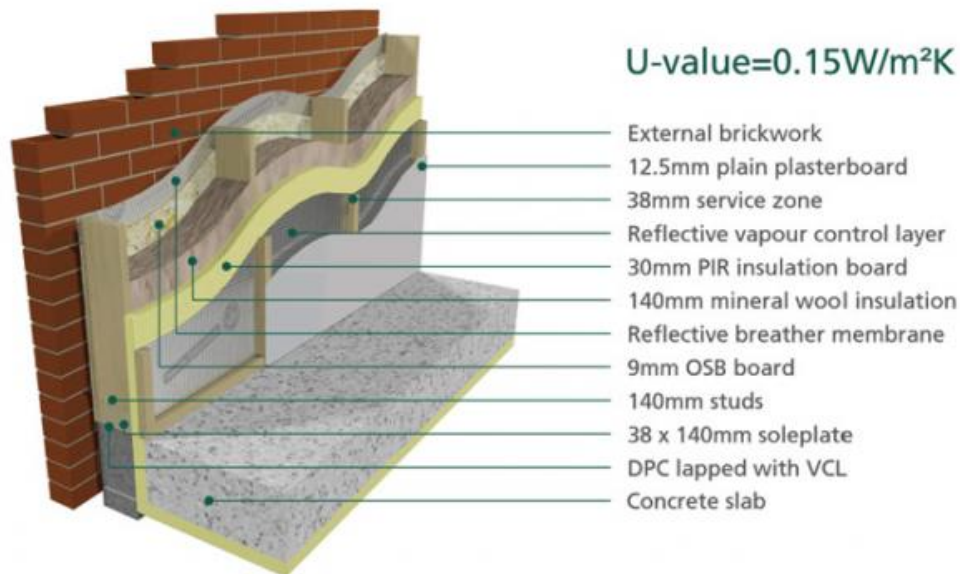 U-value=0.15W/m²K
External brickwork
12.5mm plain plasterboard
38mm service zone
Reflective vapour control layer
30mm PIR insulation board
140mm mineral wool insulation
Reflective breather membrane
9mm OSB board
140mm studs
38 x 140mm soleplate
DPC lapped with VCL
Concrete slab